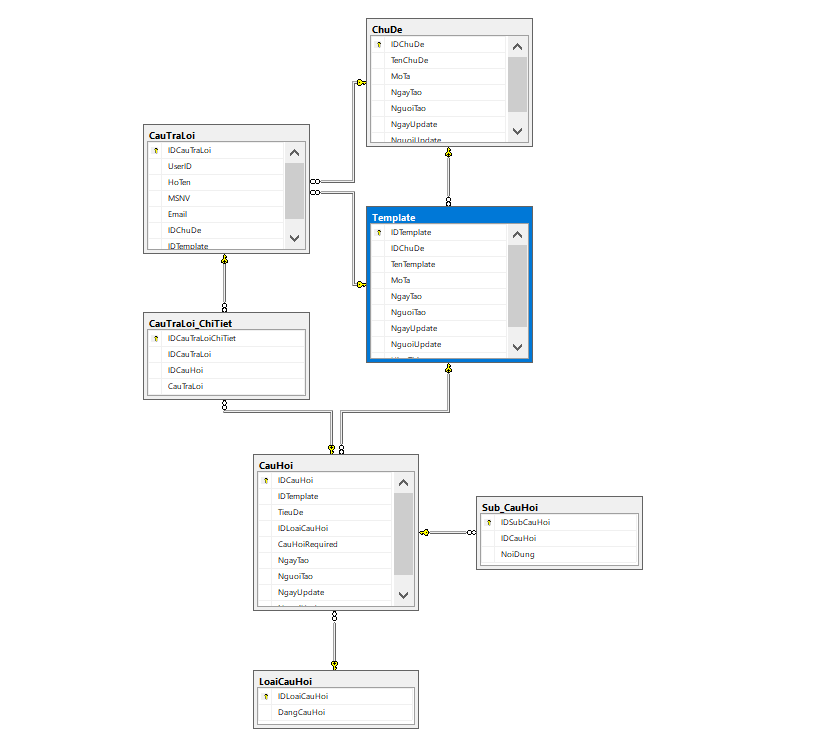 ChuDe
IDChuDe
TenChuDe
MoTa
NgayTao
NguoiTao
NgayUpdate
NguoiUpdate
CauTraLoi
IDCauTraLoi
UserID
HoTen
MSNV
Email
IDChuDe
IDTemplate
Template
IDTemplate
IDChuDe
TenTemplate
MoTa
NgayTao
NguoiTao
NgayUpdate
NguoiUpdate
CauTraLoi_ChiTiet
IDCauTraLoiChiTiet
IDCauTraLoi
IDCauHoi
CauTraLoi
CauHoi
IDCauHoi
IDTemplate
TieuDe
IDLoaiCauHoi
CauHoiRequired
NgayTao
NguoiTao
NgayUpdate
Sub_CauHoi
IDSubCauHoi
IDCauHoi
NoiDung
LoaiCauHoi
IDLoaiCauHoi
DangCauHoi